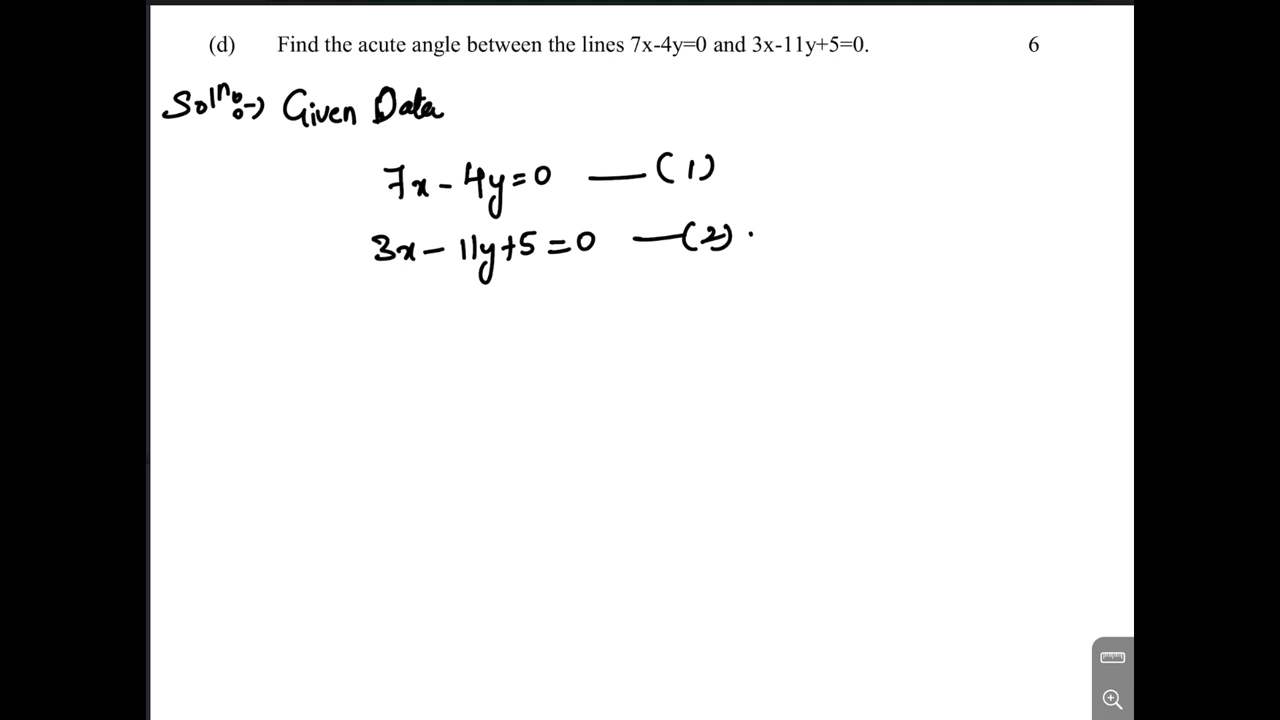 (d) Find the acute angle between the lines 7x-4y=0 and 3x-11y+5=0. 6
Soln:-> Given Data
7x - 4y = 0 —(1)
3x - 11y + 5 = 0 —(2).